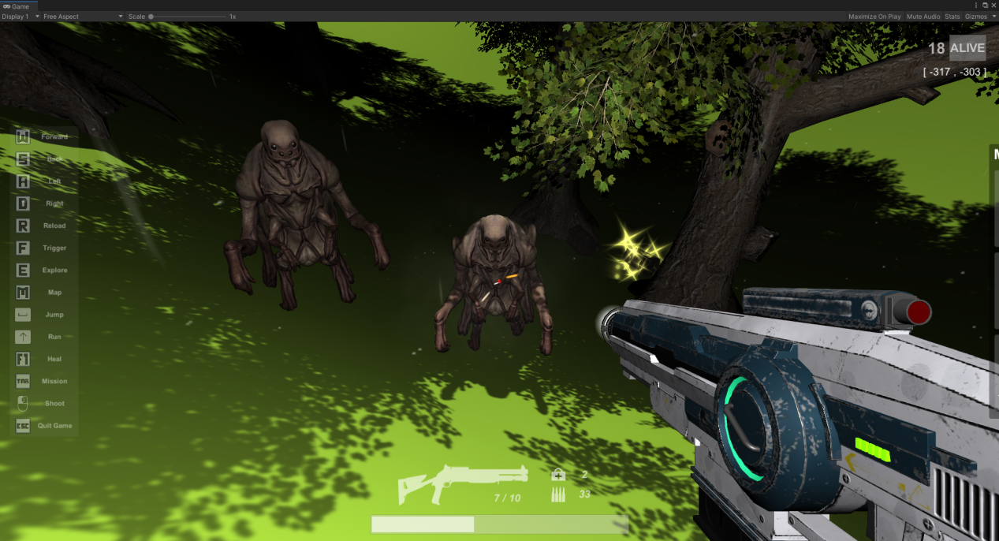 Game
Display 1 Free Aspect Scale 1x Maximize On Play Mute Audio Stats Gizmos
18 ALIVE
[ -317 , -303 ]
M
W Forward
S Back
A Left
D Right
R Reload
F Trigger
E Explore
M Map
Jump
Run
F1 Heal
TAB Mission
Shoot
ESC Quit Game
2
7 / 10 33